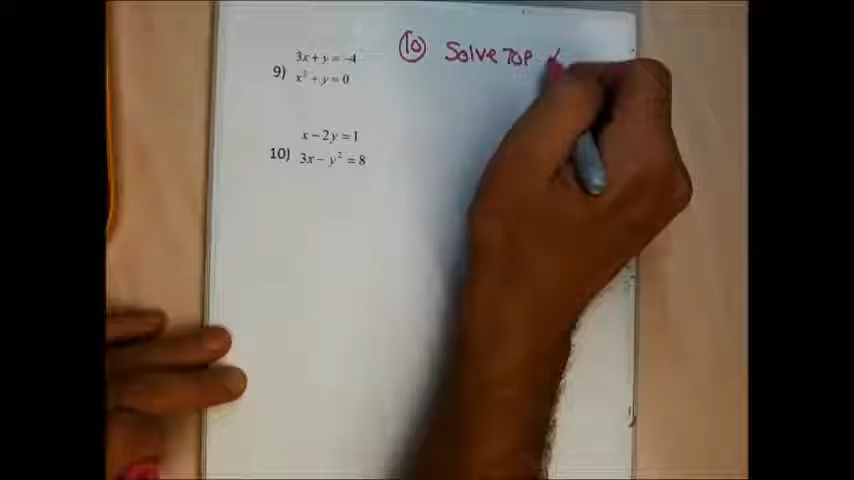 9) 3x + y = -4
x² + y = 0
10) x - 2y = 1
3x - y² = 8
⑩ Solve TOP